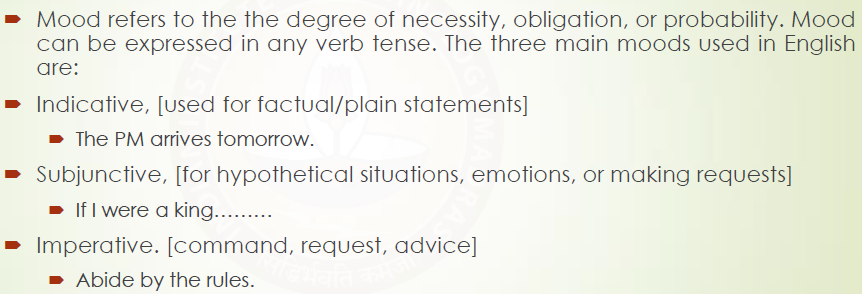 Mood refers to the the degree of necessity, obligation, or probability. Mood
can be expressed in any verb tense. The three main moods used in English
are:
Indicative, [used for factual/plain statements]
The PM arrives tomorrow.
Subjunctive, [for hypothetical situations, emotions, or making requests]
If I were a king.........
Imperative. [command, request, advice]
Abide by the rules.